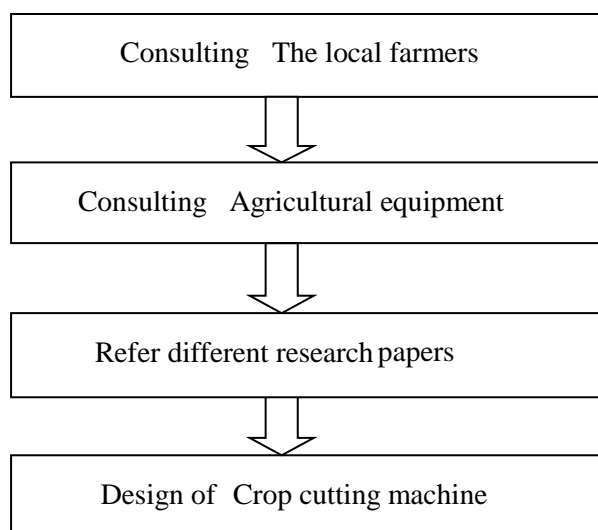 Consulting The local farmers
Consulting Agricultural equipment
Refer different research papers
Design of Crop cutting machine